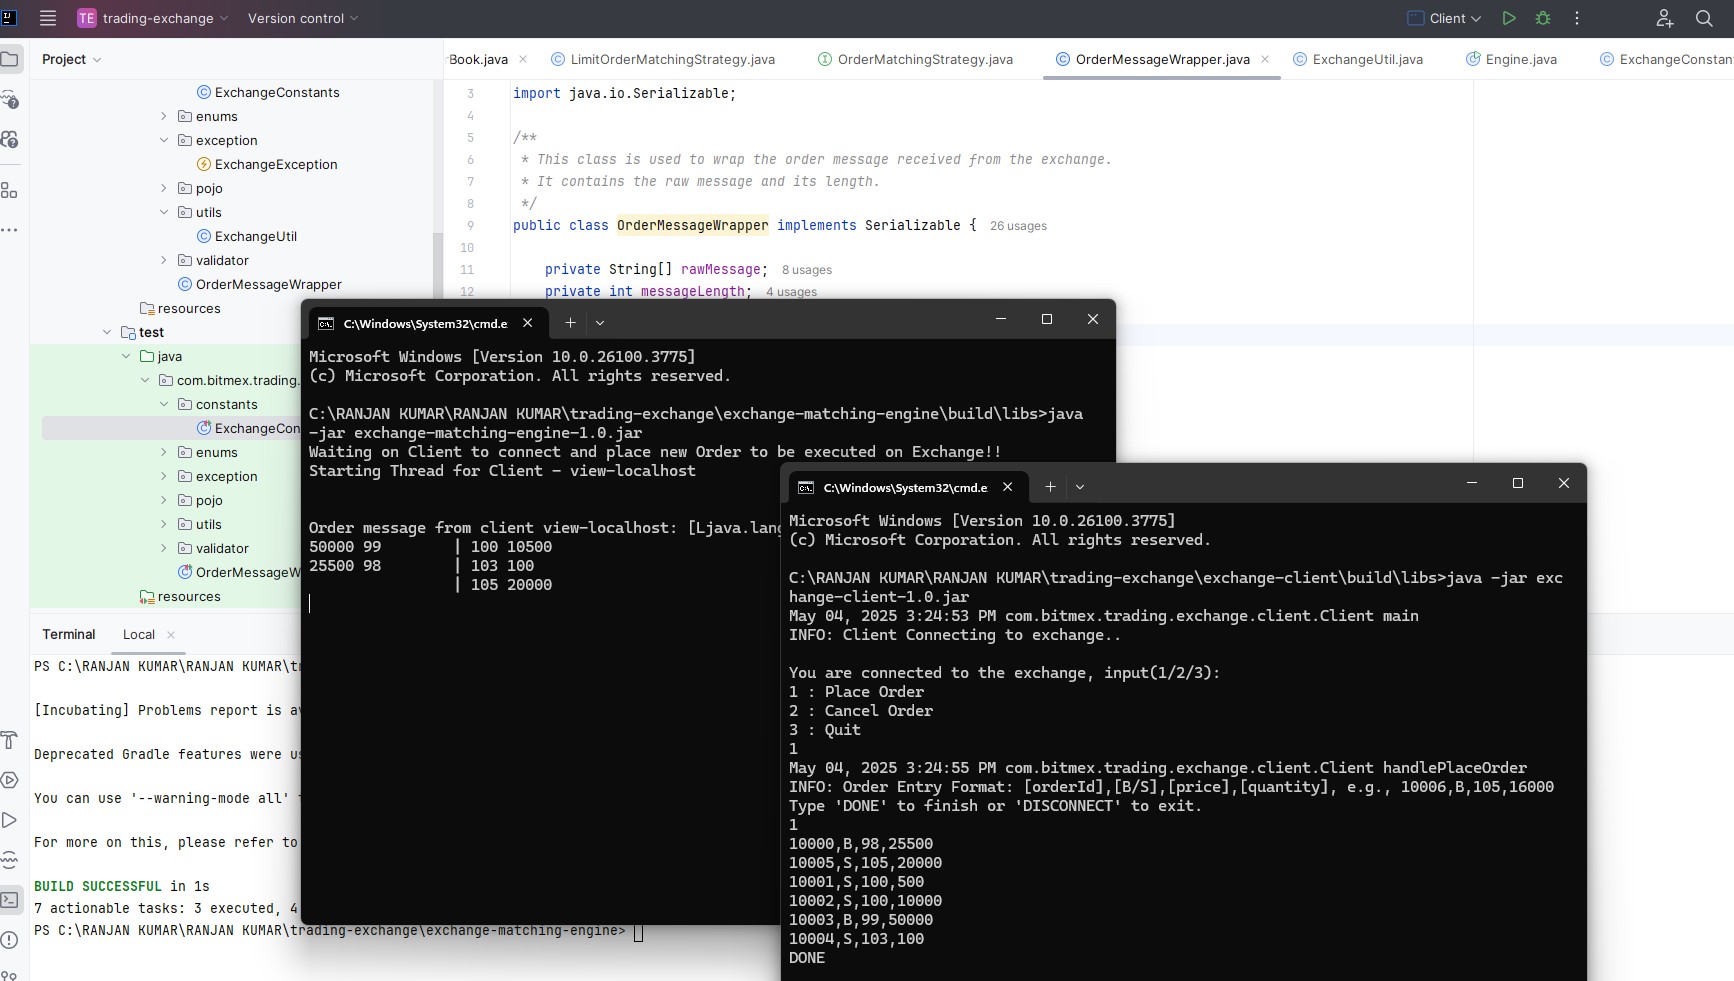 TE trading-exchange Version control Client
Project
Book.java LimitOrderMatchingStrategy.java OrderMatchingStrategy.java OrderMessageWrapper.java ExchangeUtil.java Engine.java ExchangeConstan
ExchangeConstants
enums
exception
ExchangeException
pojo
utils
ExchangeUtil
validator
OrderMessageWrapper
resources
test
java
com.bitmex.trading.
constants
ExchangeCon
enums
exception
pojo
utils
validator
OrderMessageW
resources
3 import java.io.Serializable;
4
5 /**
6 * This class is used to wrap the order message received from the exchange.
7 * It contains the raw message and its length.
8 */
9 public class OrderMessageWrapper implements Serializable { 26 usages
10
11 private String[] rawMessage; 8 usages
12 private int messageLength; 4 usages
C:\Windows\System32\cmd.e
Microsoft Windows [Version 10.0.26100.3775]
(c) Microsoft Corporation. All rights reserved.
C:\RANJAN KUMAR\RANJAN KUMAR\trading-exchange\exchange-matching-engine\build\libs>java
-jar exchange-matching-engine-1.0.jar
Waiting on Client to connect and place new Order to be executed on Exchange!!
Starting Thread for Client - view-localhost
Order message from client view-localhost: [Ljava.lang
50000 99 | 100 10500
25500 98 | 103 100
| 105 20000
C:\Windows\System32\cmd.e
Microsoft Windows [Version 10.0.26100.3775]
(c) Microsoft Corporation. All rights reserved.
C:\RANJAN KUMAR\RANJAN KUMAR\trading-exchange\exchange-client\build\libs>java -jar exc
hange-client-1.0.jar
May 04, 2025 3:24:53 PM com.bitmex.trading.exchange.client.Client main
INFO: Client Connecting to exchange..
You are connected to the exchange, input(1/2/3):
1 : Place Order
2 : Cancel Order
3 : Quit
1
May 04, 2025 3:24:55 PM com.bitmex.trading.exchange.client.Client handlePlaceOrder
INFO: Order Entry Format: [orderId],[B/S],[price],[quantity], e.g., 10006,B,105,16000
Type 'DONE' to finish or 'DISCONNECT' to exit.
1
10000,B,98,25500
10005,S,105,20000
10001,S,100,500
10002,S,100,10000
10003,B,99,50000
10004,S,103,100
DONE
Terminal Local
PS C:\RANJAN KUMAR\RANJAN KUMAR\t
[Incubating] Problems report is a
Deprecated Gradle features were u
You can use '--warning-mode all'
For more on this, please refer to
BUILD SUCCESSFUL in 1s
7 actionable tasks: 3 executed, 4
PS C:\RANJAN KUMAR\RANJAN KUMAR\trading-exchange\exchange-matching-engine>